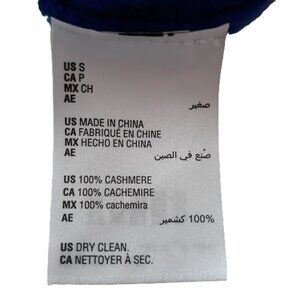 US S
CA P
MX CH
AE صغير
US MADE IN CHINA
CA FABRIQUÉ EN CHINE
MX HECHO EN CHINA
AE صُنع في الصين
US 100% CASHMERE
CA 100% CACHEMIRE
MX 100% cachemira
AE 100% كشمير
US DRY CLEAN.
CA NETTOYER À SEC.